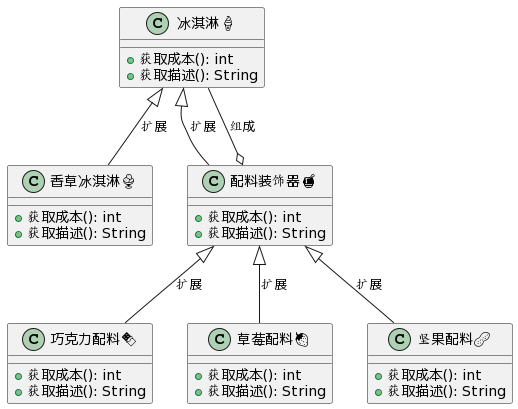 C 冰淇淋 🍦
获取成本(): int
获取描述(): String
扩展
扩展
组成
C 香草冰淇淋🍨
获取成本(): int
获取描述(): String
C 配料装饰器🍯
获取成本(): int
获取描述(): String
扩展
扩展
扩展
C 巧克力配料🍫
获取成本(): int
获取描述(): String
C 草莓配料🍓
获取成本(): int
获取描述(): String
C 坚果配料🥜
获取成本(): int
获取描述(): String